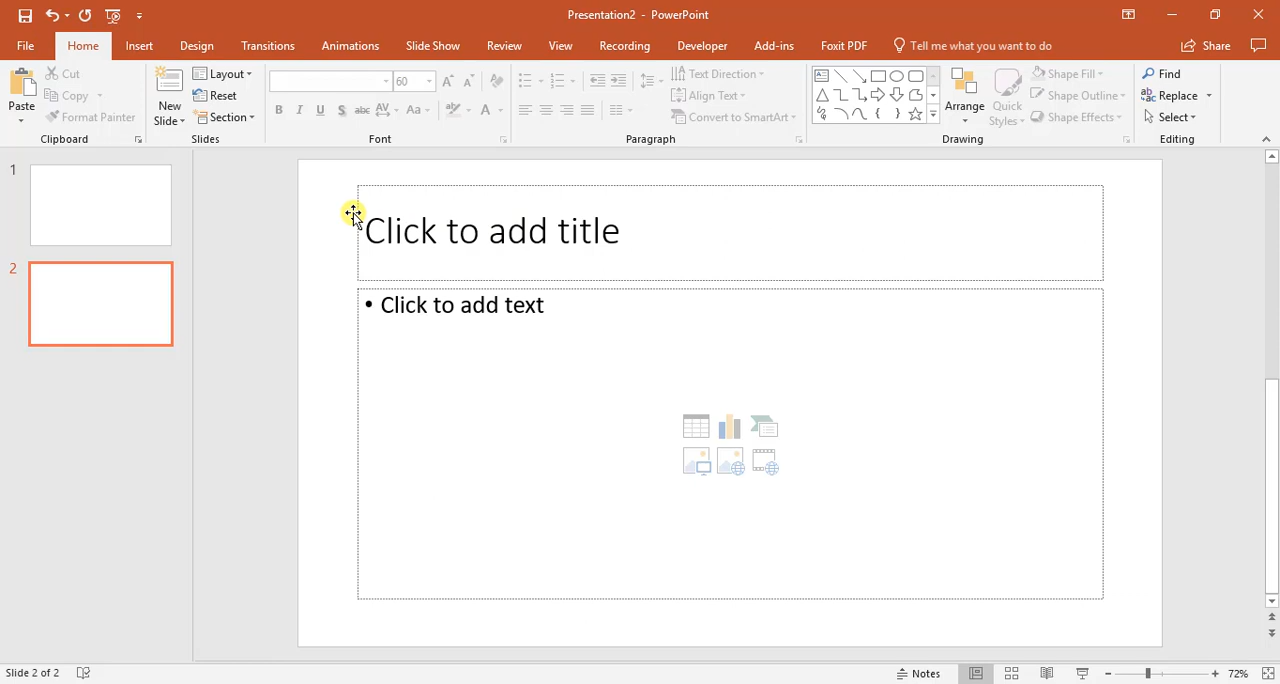 Presentation2 - PowerPoint
File Home Insert Design Transitions Animations Slide Show Review View Recording Developer Add-ins Foxit PDF Tell me what you want to do Share
Paste Cut Copy Format Painter
New Slide Layout Reset Section
60
B I U S abc AV Aa ab A
Text Direction Align Text Convert to SmartArt
Arrange Quick Styles Shape Fill Shape Outline Shape Effects
Find Replace Select
Clipboard Slides Font Paragraph Drawing Editing
1
2
Click to add title
• Click to add text
Slide 2 of 2 Notes 72%